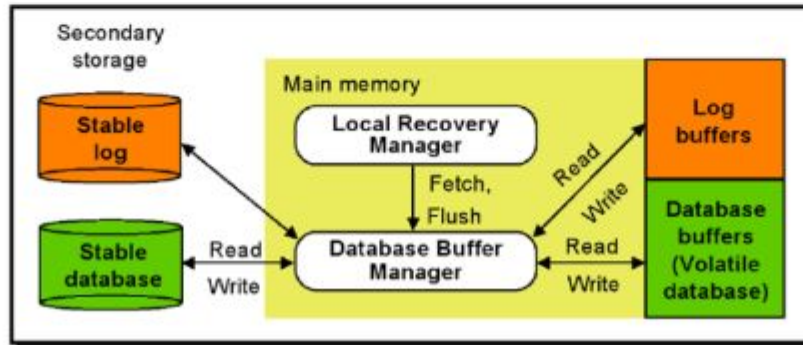 Secondary
storage
Main memory
Stable
log
Local Recovery
Manager
Log
buffers
Read
Write
Fetch,
Flush
Stable
database
Read
Write
Database Buffer
Manager
Read
Write
Database
buffers
(Volatile
database)